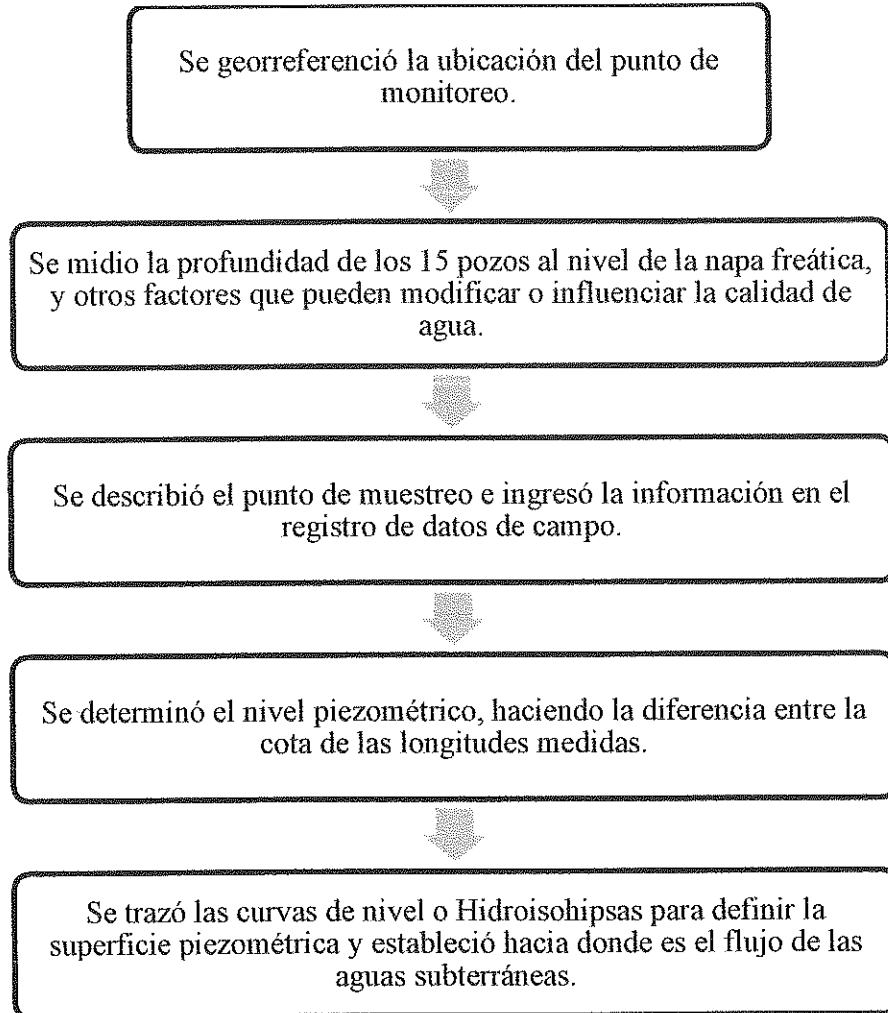 Se georreferenció la ubicación del punto de
monitoreo.
Se midio la profundidad de los 15 pozos al nivel de la napa freática,
y otros factores que pueden modificar o influenciar la calidad de
agua.
Se describió el punto de muestreo e ingresó la información en el
registro de datos de campo.
Se determinó el nivel piezométrico, haciendo la diferencia entre la
cota de las longitudes medidas.
Se trazó las curvas de nivel o Hidroisohipsas para definir la
superficie piezométrica y estableció hacia donde es el flujo de las
aguas subterráneas.